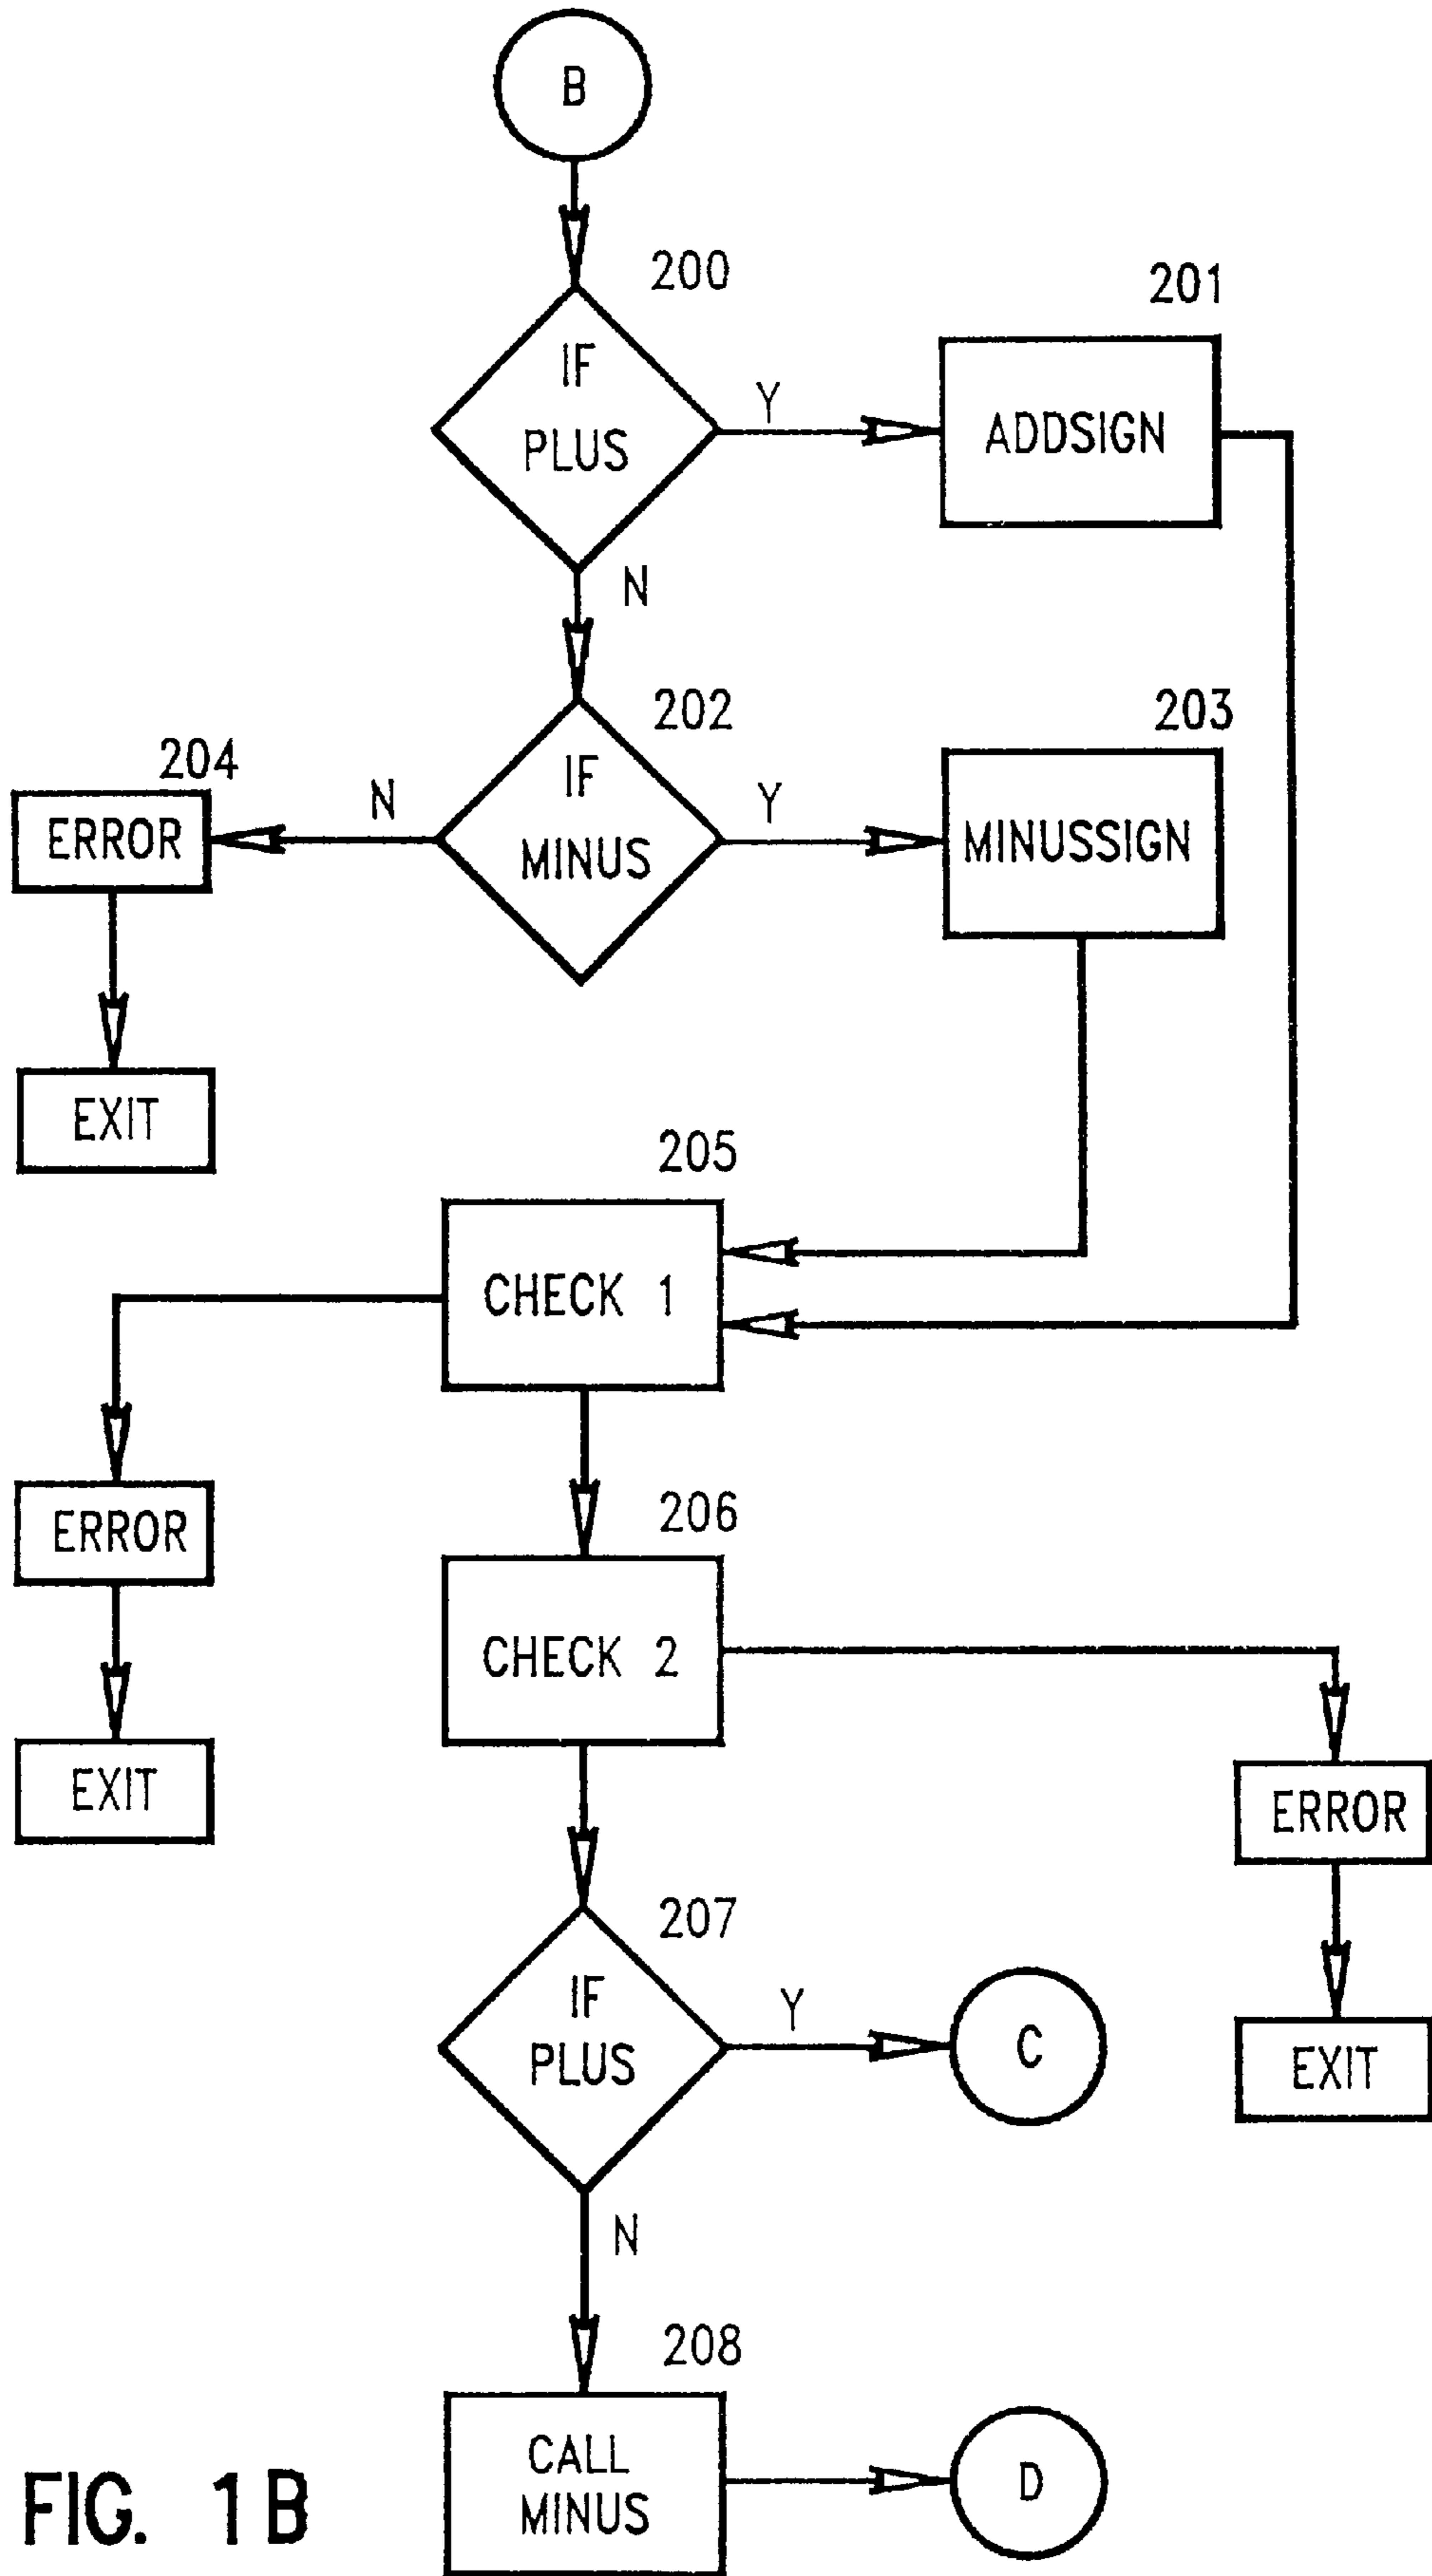 B
200
IF
PLUS
Y
201
ADDSIGN
N
202
IF
MINUS
Y
203
MINUSSIGN
N
204
ERROR
EXIT
205
CHECK 1
ERROR
EXIT
206
CHECK 2
ERROR
EXIT
207
IF
PLUS
Y
C
N
208
CALL
MINUS
D
FIG. 1B